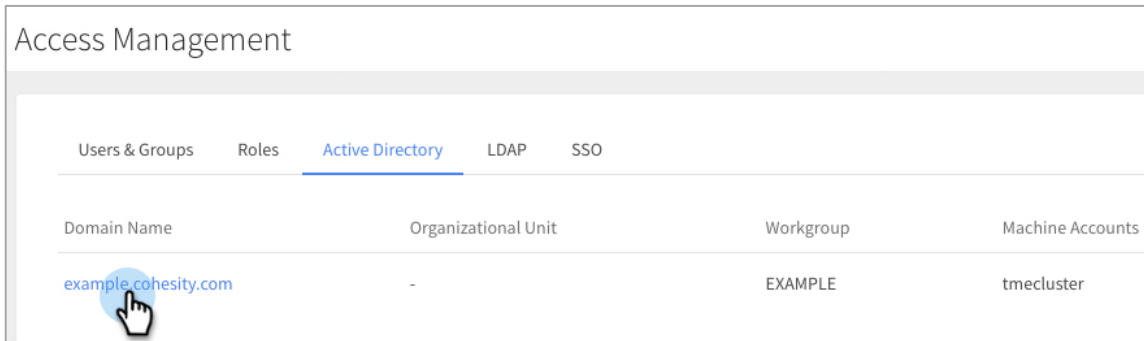 Access Management
Users & Groups Roles Active Directory LDAP SSO
Domain Name Organizational Unit Workgroup Machine Accounts
example.cohesity.com - EXAMPLE tmecluster